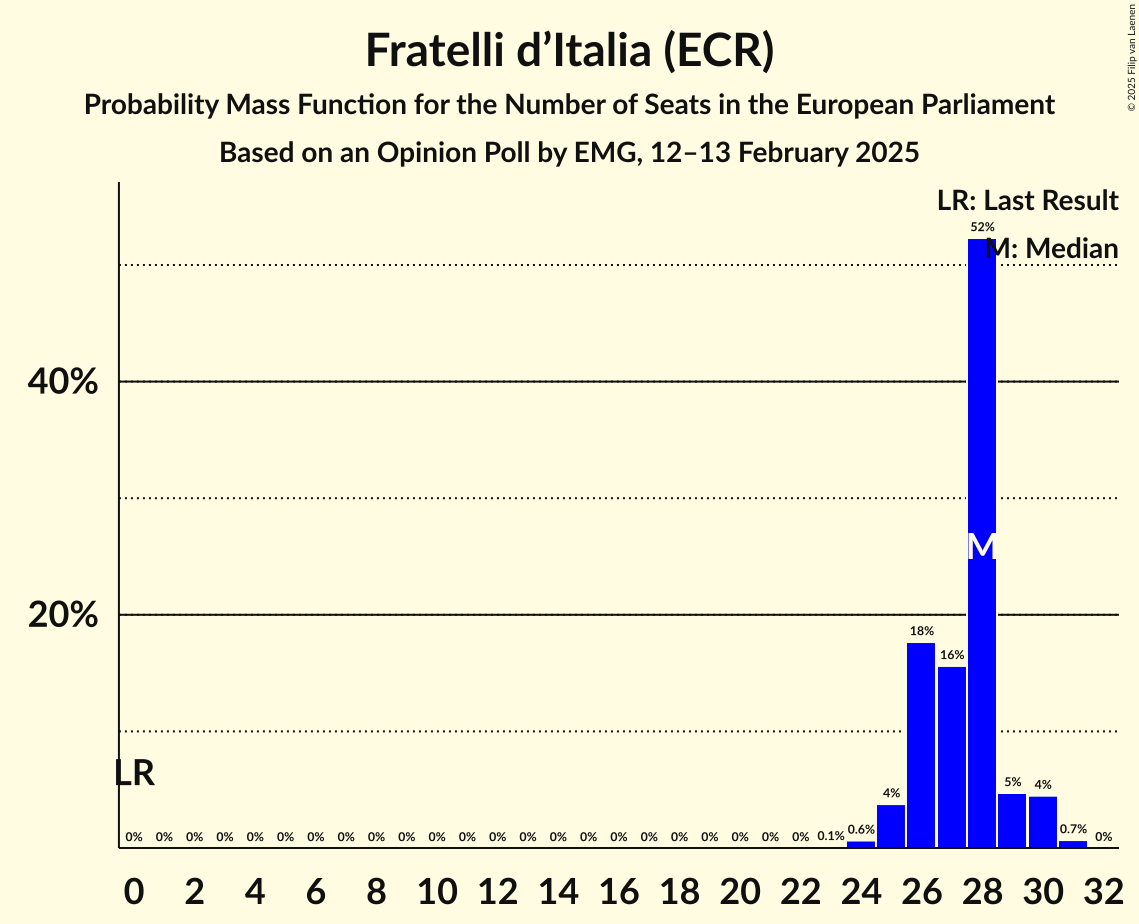 Fratelli d’Italia (ECR)
Probability Mass Function for the Number of Seats in the European Parliament
Based on an Opinion Poll by EMG, 12–13 February 2025
© 2025 Filip van Laenen
LR: Last Result
M: Median
52%
40%
M
20%
18%
16%
LR
4%
5%
4%
0% 0% 0% 0% 0% 0% 0% 0% 0% 0% 0% 0% 0% 0% 0% 0% 0% 0% 0% 0% 0% 0% 0% 0.1% 0.6% 0.7% 0%
0 2 4 6 8 10 12 14 16 18 20 22 24 26 28 30 32